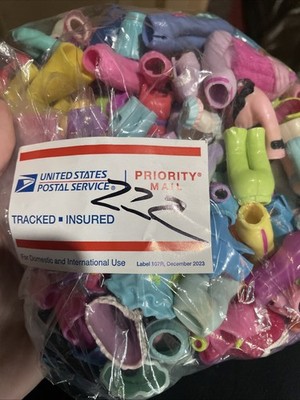 UNITED STATES
POSTAL SERVICE®
PRIORITY®
MAIL
TRACKED ■ INSURED
For Domestic and International Use
Label 107R, December 2023